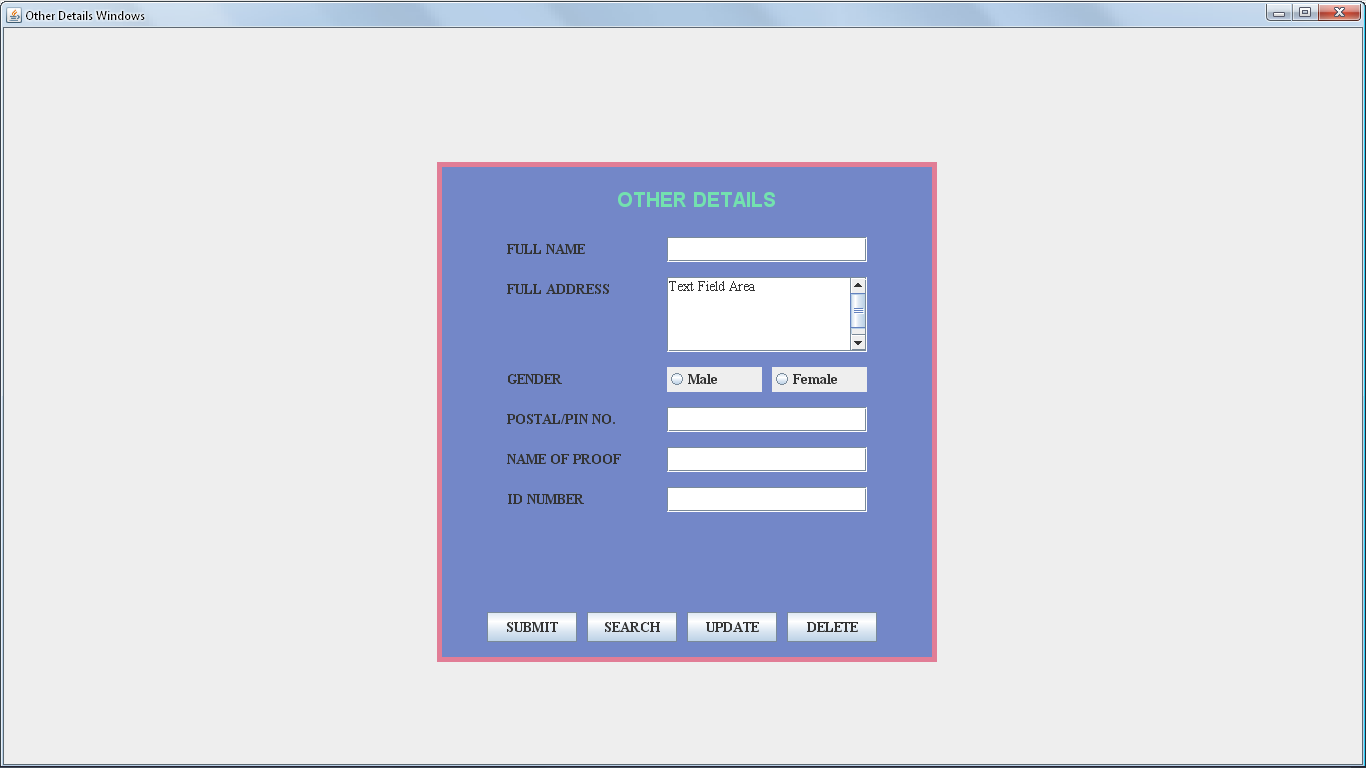 Other Details Windows
OTHER DETAILS
FULL NAME
FULL ADDRESS
Text Field Area
GENDER
Male
Female
POSTAL/PIN NO.
NAME OF PROOF
ID NUMBER
SUBMIT
SEARCH
UPDATE
DELETE